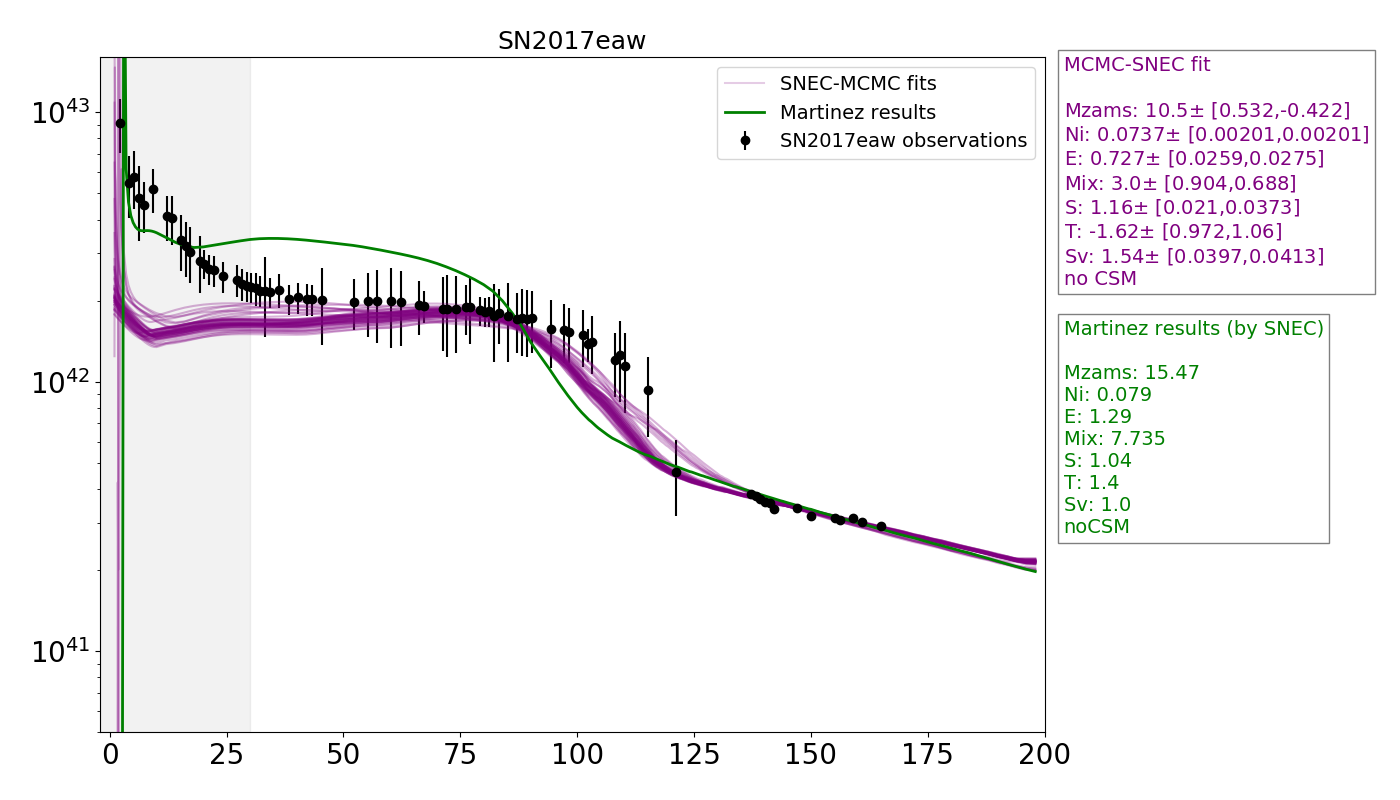 SN2017eaw
10^43
10^42
10^41
0 25 50 75 100 125 150 175 200
SNEC-MCMC fits
Martinez results
SN2017eaw observations
MCMC-SNEC fit
Mzams: 10.5± [0.532,-0.422]
Ni: 0.0737± [0.00201,0.00201]
E: 0.727± [0.0259,0.0275]
Mix: 3.0± [0.904,0.688]
S: 1.16± [0.021,0.0373]
T: -1.62± [0.972,1.06]
Sv: 1.54± [0.0397,0.0413]
no CSM
Martinez results (by SNEC)
Mzams: 15.47
Ni: 0.079
E: 1.29
Mix: 7.735
S: 1.04
T: 1.4
Sv: 1.0
noCSM